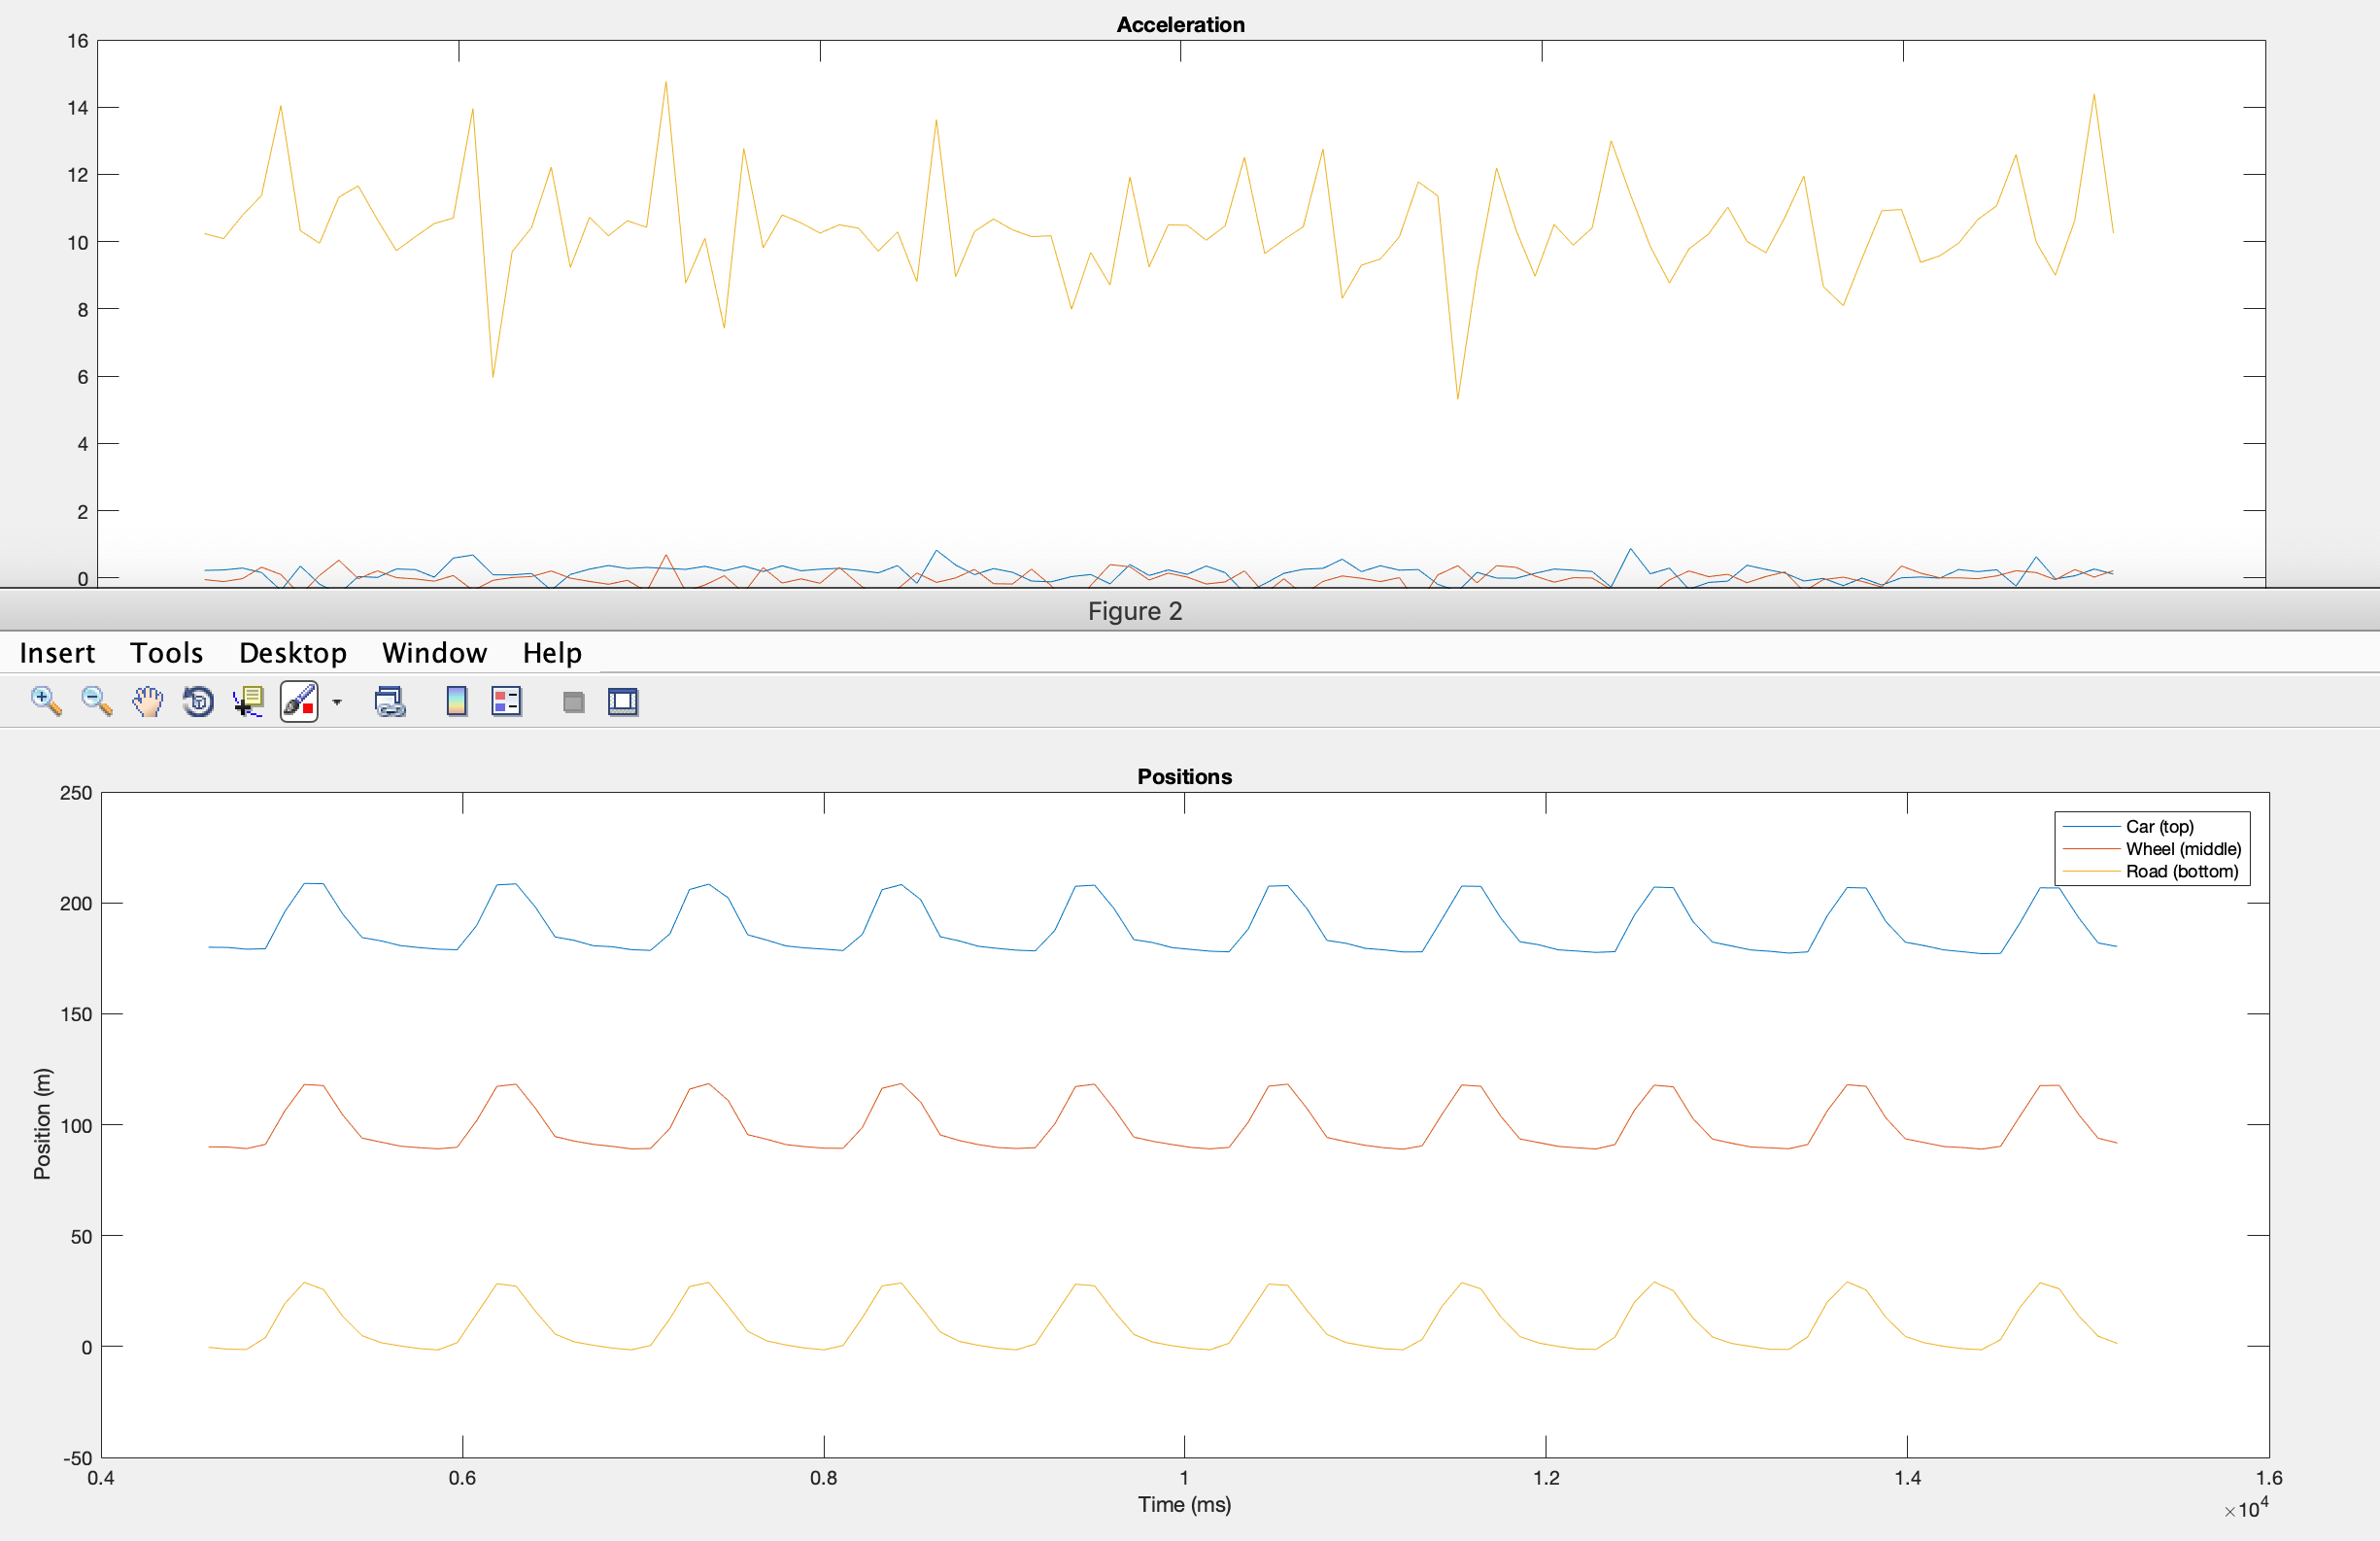 Acceleration
16
14
12
10
8
6
4
2
0
Figure 2
Insert Tools Desktop Window Help
Positions
250
200
150
100
50
0
-50
Position (m)
Car (top)
Wheel (middle)
Road (bottom)
0.4 0.6 0.8 1 1.2 1.4 1.6
Time (ms)
×10⁴